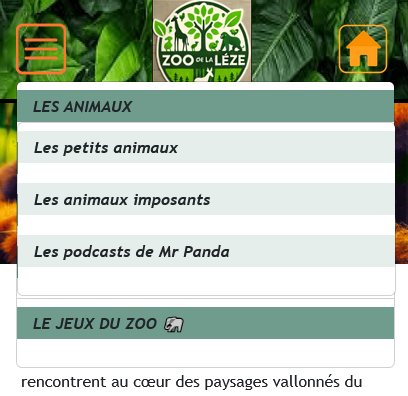 ZOO DE LA LÉZE
LES ANIMAUX
Les petits animaux
Les animaux imposants
Les podcasts de Mr Panda
LE JEUX DU ZOO
rencontrent au cœur des paysages vallonnés du